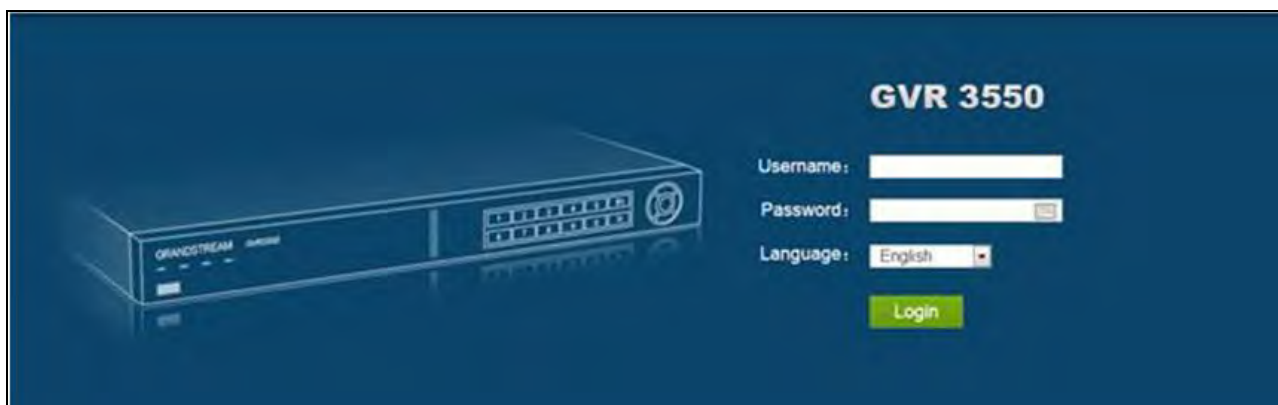 GVR 3550
Username:
Password:
Language: English
Login
GRANDSTREAM